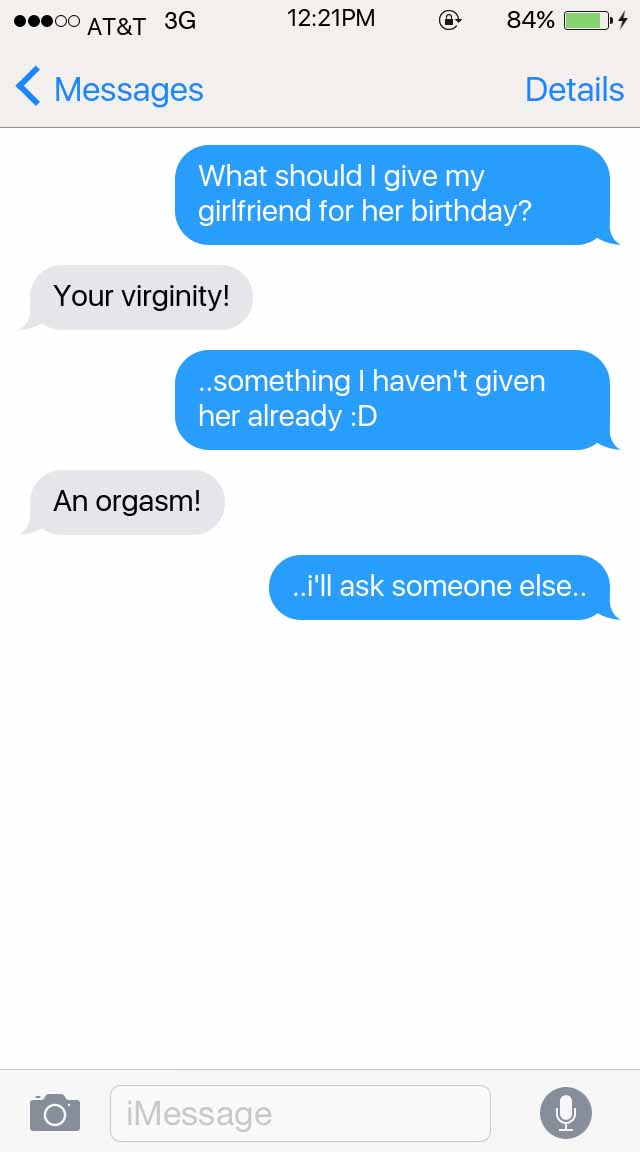 AT&T 3G 12:21PM 84%
Messages Details
What should I give my
girlfriend for her birthday?
Your virginity!
..something I haven't given
her already :D
An orgasm!
..i'll ask someone else..
iMessage